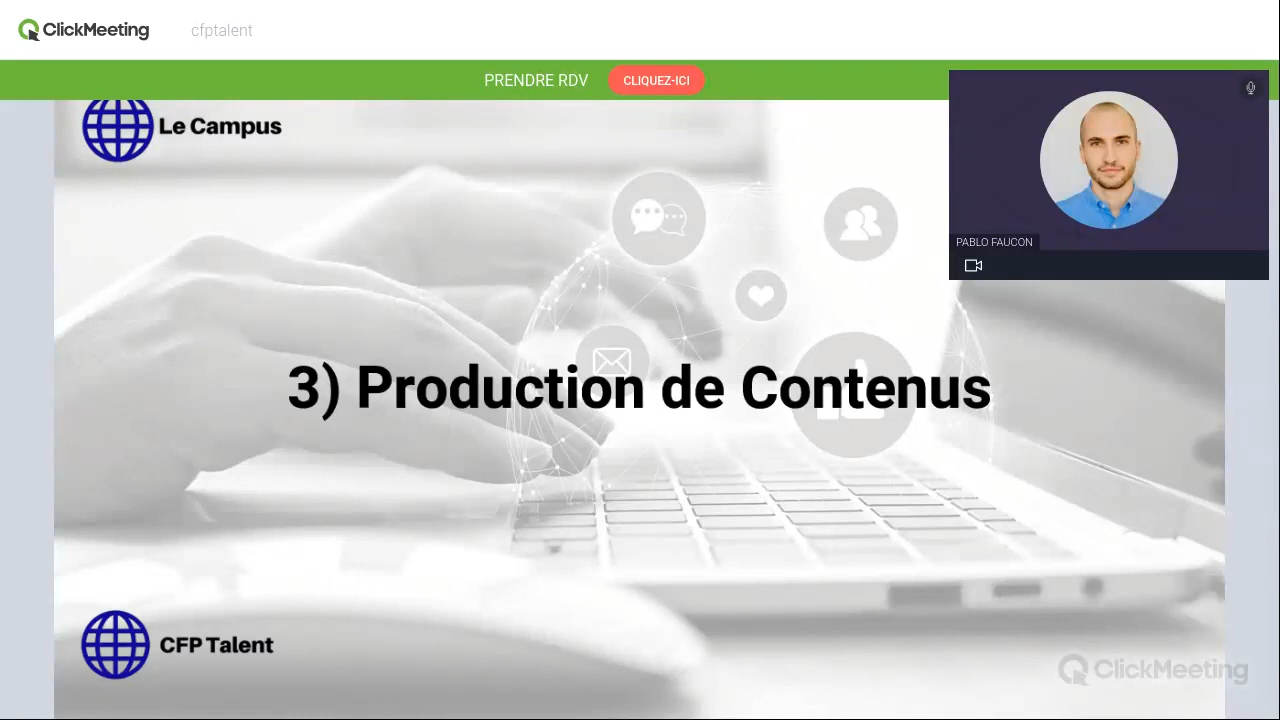 ClickMeeting
cfptalent
PRENDRE RDV
CLIQUEZ-ICI
Le Campus
PABLO FAUCON
3) Production de Contenus
CFP Talent
ClickMeeting